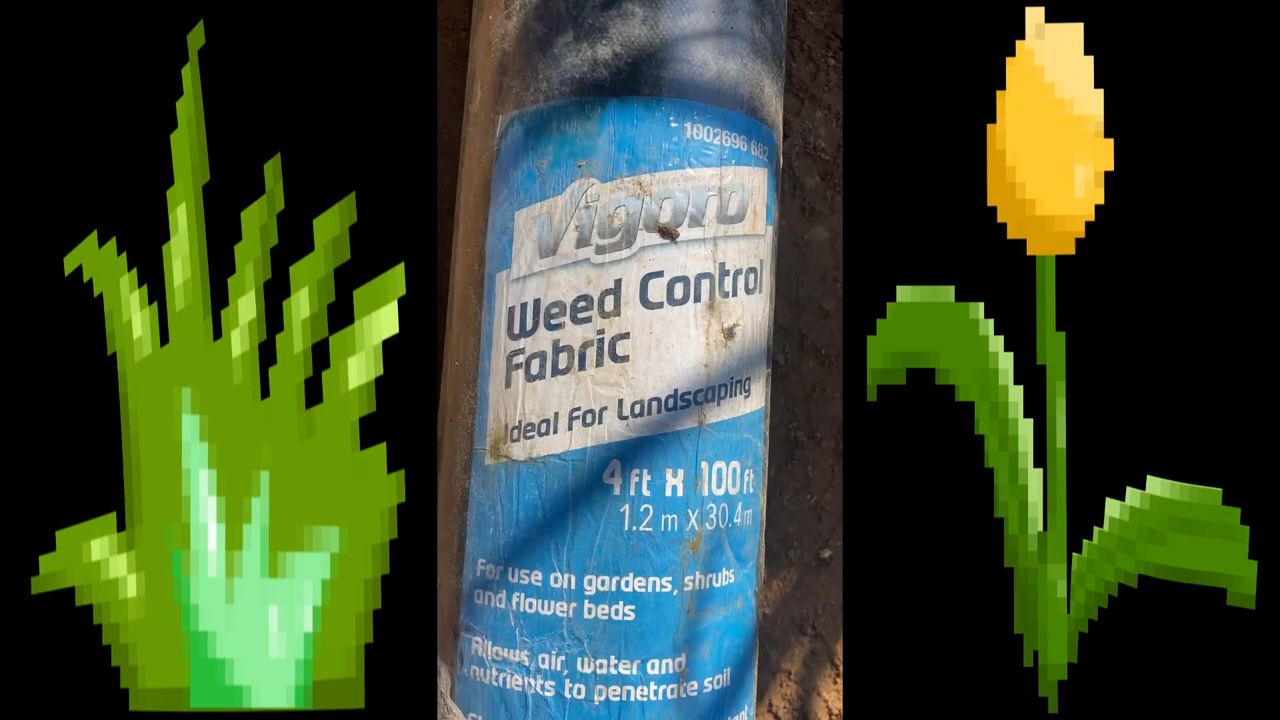 1002696 682
Vigoro
Weed Control
Fabric
Ideal For Landscaping
4 ft x 100 ft
1.2 m x 30.4 m
For use on gardens, shrubs
and flower beds
Allows air, water and
nutrients to penetrate soil